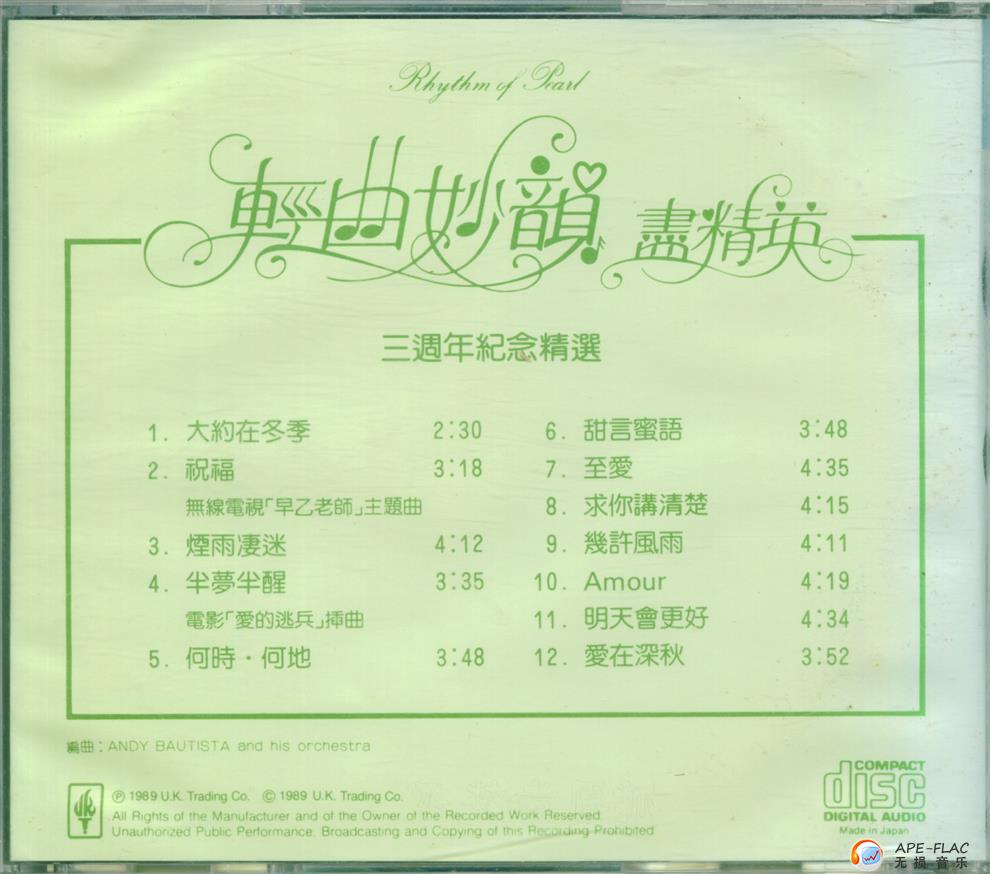 Rhythm of Pearl
輕曲妙韻 盡精英
三週年紀念精選
1. 大約在冬季 2:30
2. 祝福 3:18
無線電視「早乙老師」主題曲
3. 煙雨凄迷 4:12
4. 半夢半醒 3:35
電影「愛的逃兵」揷曲
5. 何時·何地 3:48
6. 甜言蜜語 3:48
7. 至愛 4:35
8. 求你講清楚 4:15
9. 幾許風雨 4:11
10. Amour 4:19
11. 明天會更好 4:34
12. 愛在深秋 3:52
編曲：ANDY BAUTISTA and his orchestra
UK
℗ 1989 U.K. Trading Co. © 1989 U.K. Trading Co.
All Rights of the Manufacturer and of the Owner of the Recorded Work Reserved
Unauthorized Public Performance, Broadcasting and Copying of this Recording Prohibited
COMPACT
disc
DIGITAL AUDIO
Made in Japan
APE-FLAC
无损音乐